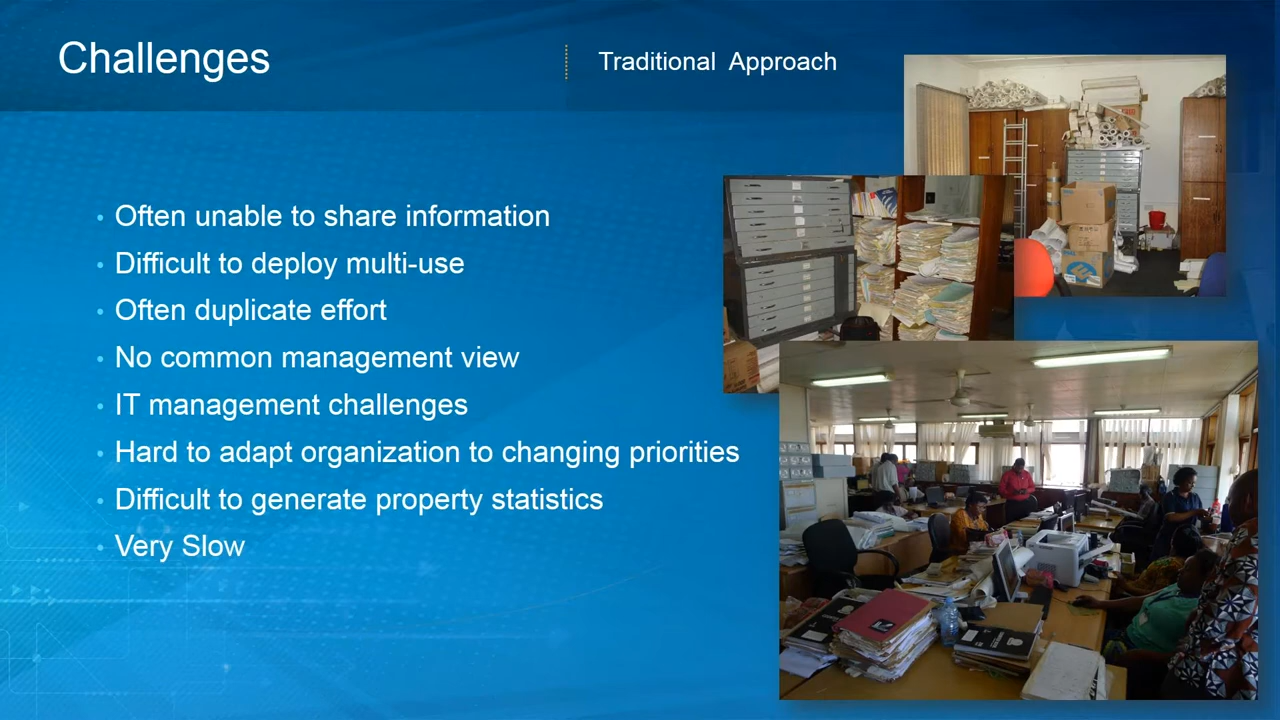 Challenges
Traditional Approach
Often unable to share information
Difficult to deploy multi-use
Often duplicate effort
No common management view
IT management challenges
Hard to adapt organization to changing priorities
Difficult to generate property statistics
Very Slow